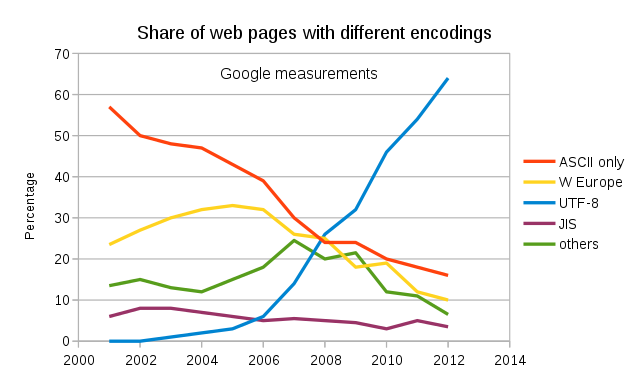 Share of web pages with different encodings
Google measurements
Percentage
70
60
50
40
30
20
10
0
2000 2002 2004 2006 2008 2010 2012 2014
ASCII only
W Europe
UTF-8
JIS
others